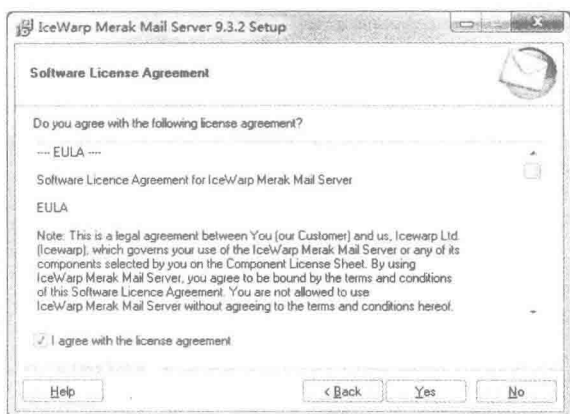 IceWarp Merak Mail Server 9.3.2 Setup
Software License Agreement
Do you agree with the following license agreement?
---- EULA ----
Software Licence Agreement for IceWarp Merak Mail Server
EULA
Note: This is a legal agreement between You (our Customer) and us, Icewarp Ltd.
(Icewarp), which governs your use of the IceWarp Merak Mail Server or any of its
components selected by you on the Component License Sheet. By using
IceWarp Merak Mail Server, you agree to be bound by the terms and conditions
of this Software Licence Agreement. You are not allowed to use
IceWarp Merak Mail Server without agreeing to the terms and conditions hereof.
I agree with the license agreement
Help
< Back
Yes
No